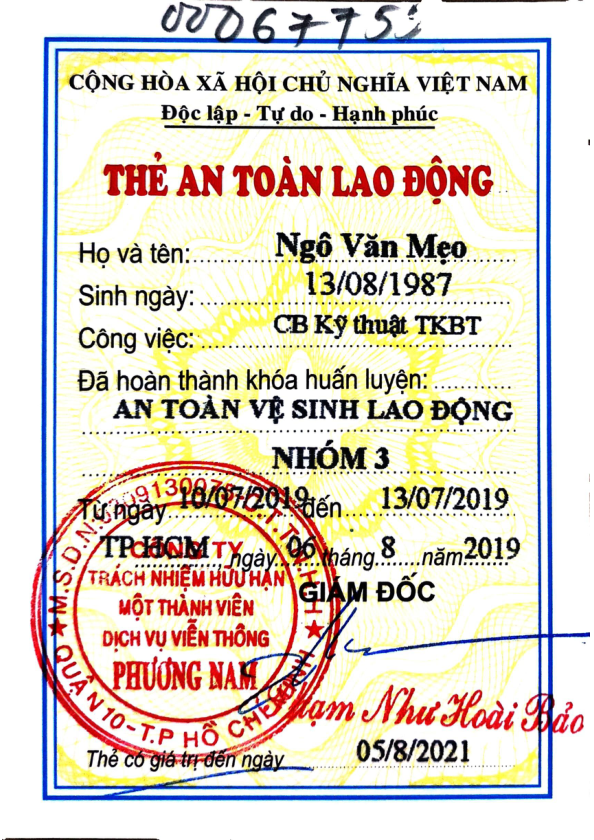 0006775
CỘNG HÒA XÃ HỘI CHỦ NGHĨA VIỆT NAM
Độc lập - Tự do - Hạnh phúc
THẺ AN TOÀN LAO ĐỘNG
Họ và tên: Ngô Văn Mẹo
Sinh ngày: 13/08/1987
Công việc: CB Kỹ thuật TKBT
Đã hoàn thành khóa huấn luyện:
AN TOÀN VỆ SINH LAO ĐỘNG
NHÓM 3
Từ ngày 10/07/2019 đến 13/07/2019
TP.HCM, ngày 06 tháng 8 năm 2019
GIÁM ĐỐC
CÔNG TY
TRÁCH NHIỆM HỮU HẠN
MỘT THÀNH VIÊN
DỊCH VỤ VIỄN THÔNG
PHƯƠNG NAM
QUẬN 10 - T.P HỒ CHÍ MINH
Phạm Như Hoài Bảo
Thẻ có giá trị đến ngày 05/8/2021